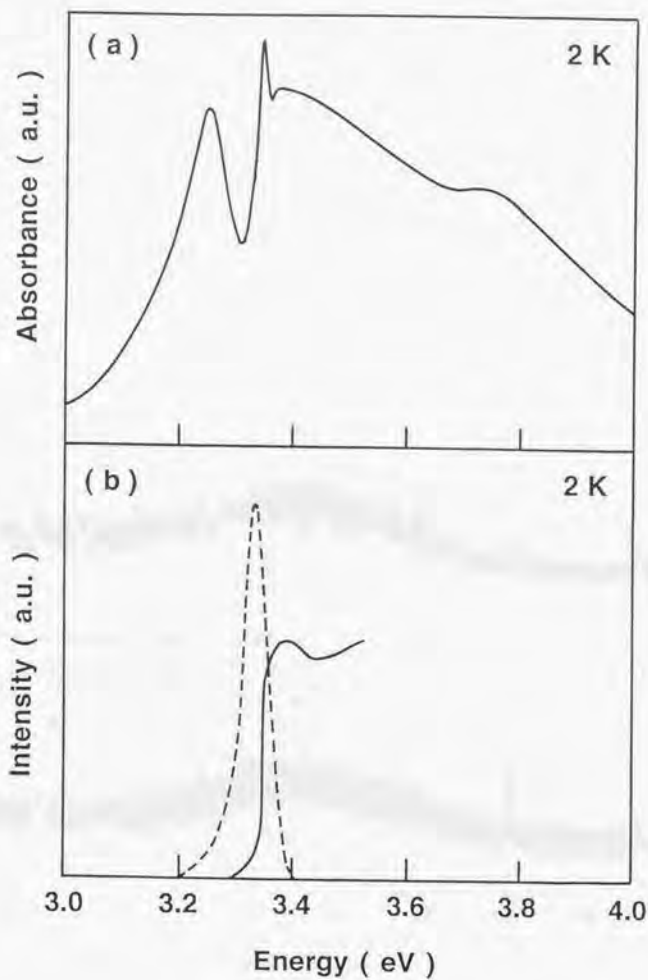 ( a )
2 K
Absorbance ( a.u. )
( b )
2 K
Intensity ( a.u. )
3.0 3.2 3.4 3.6 3.8 4.0
Energy ( eV )